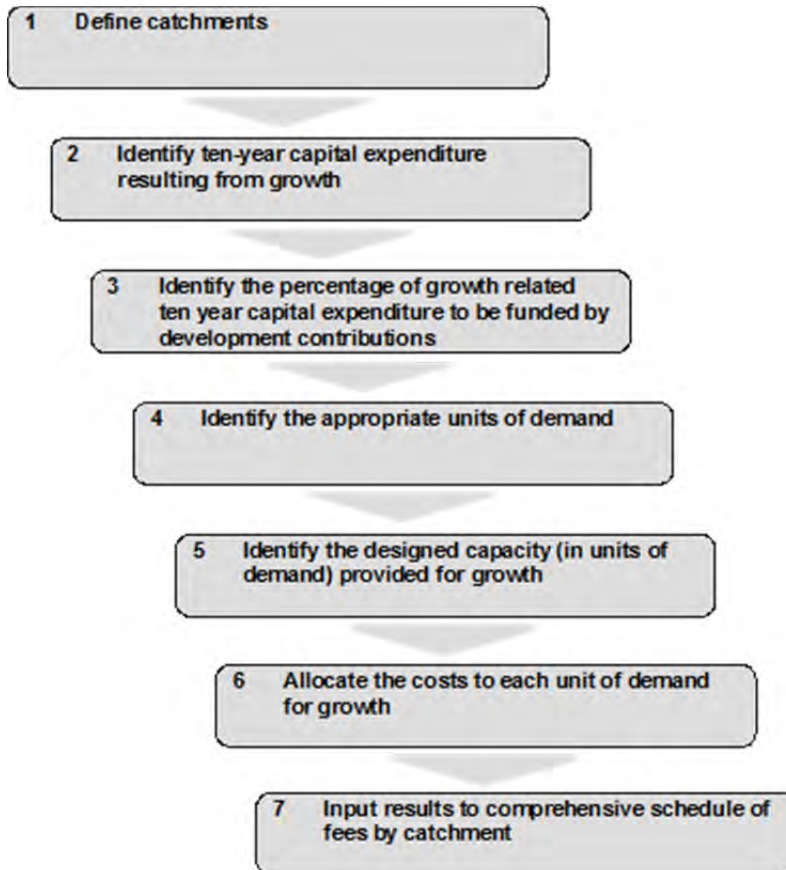 1 Define catchments
2 Identify ten-year capital expenditure
resulting from growth
3 Identify the percentage of growth related
ten year capital expenditure to be funded by
development contributions
4 Identify the appropriate units of demand
5 Identify the designed capacity (in units of
demand) provided for growth
6 Allocate the costs to each unit of demand
for growth
7 Input results to comprehensive schedule of
fees by catchment